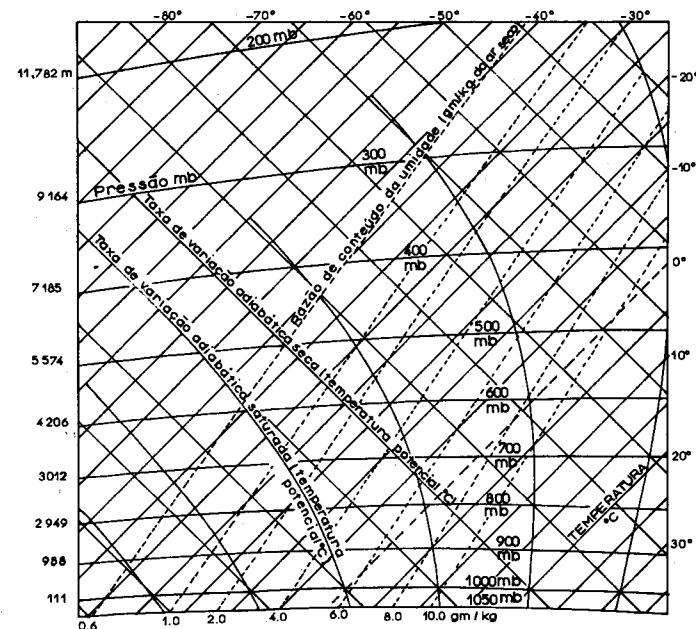 -80° -70° -60° -50° -40° -30°
200 mb
11,782 m
-20°
300 mb
-10°
9 164
Pressão mb
Taxa de variação adiabática seca (temperatura potencial °C)
Taxa de variação adiabática saturada (temperatura potencial °C)
Bazão de conteúdo da umidade (gm/kg da ar seco)
400 mb
0°
7 185
500 mb
10°
5 574
600 mb
4 206
700 mb
20°
3012
800 mb
TEMPERATURA °C
2 949
900 mb
30°
988
1000mb
1050mb
111
0.6 1.0 2.0 4.0 6.0 8.0 10.0 gm / kg